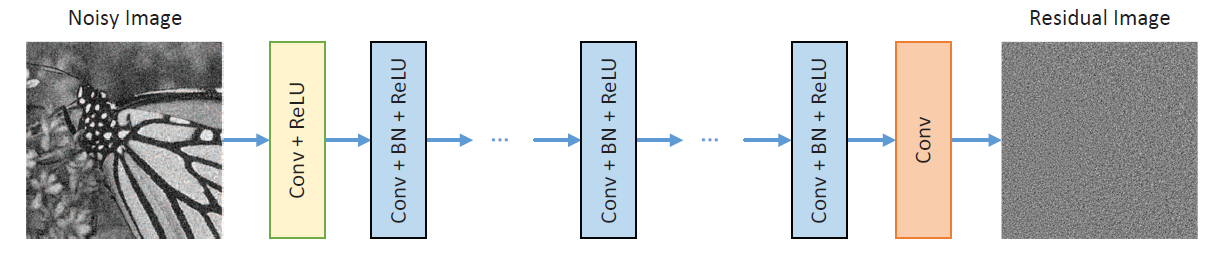 Noisy Image
Conv + ReLU
Conv + BN + ReLU
...
Conv + BN + ReLU
...
Conv + BN + ReLU
Conv
Residual Image